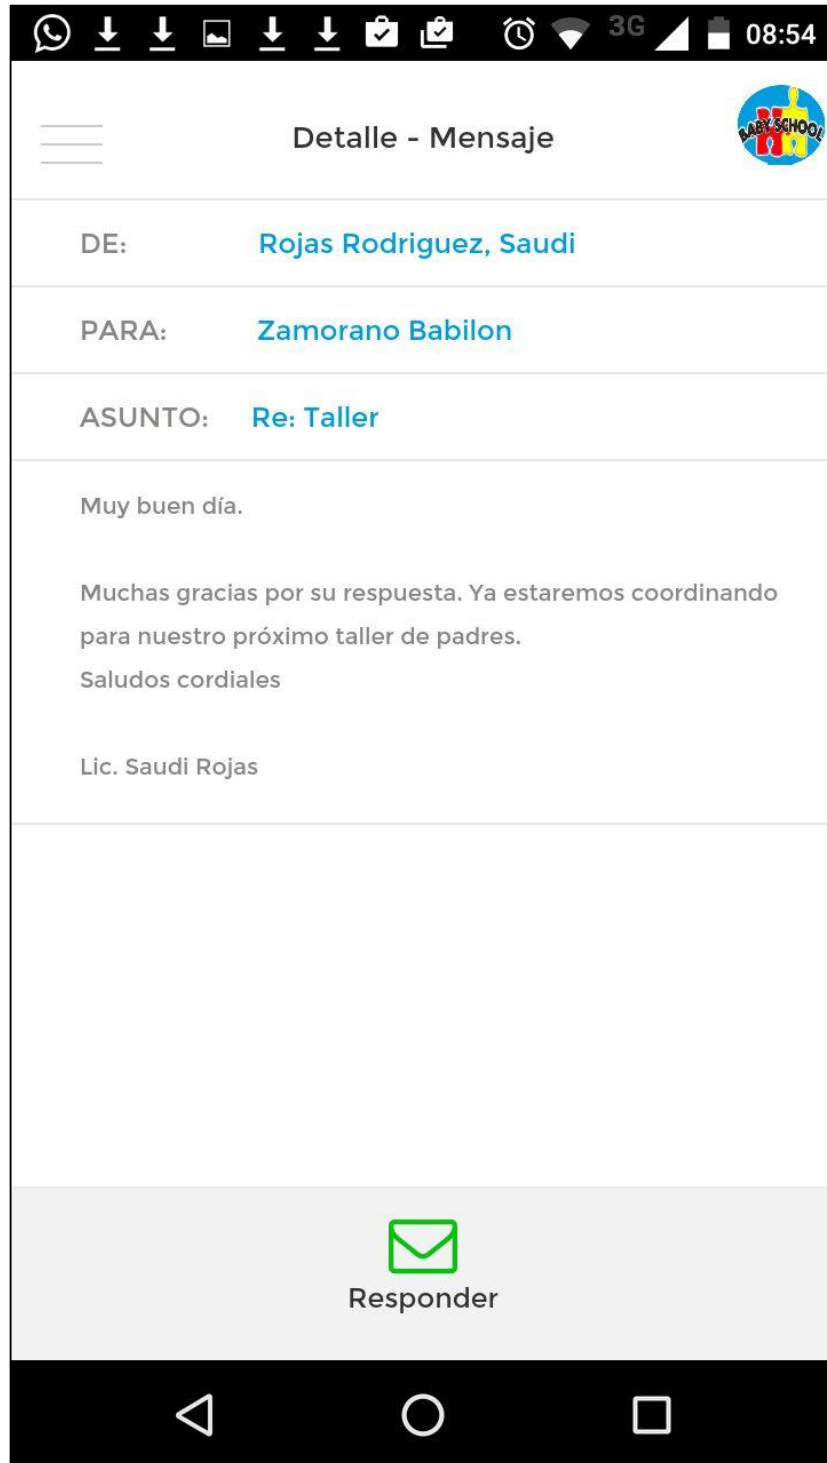 3G 08:54
Detalle - Mensaje
BABY SCHOOL
DE: Rojas Rodriguez, Saudi
PARA: Zamorano Babilon
ASUNTO: Re: Taller
Muy buen día.
Muchas gracias por su respuesta. Ya estaremos coordinando
para nuestro próximo taller de padres.
Saludos cordiales
Lic. Saudi Rojas
Responder